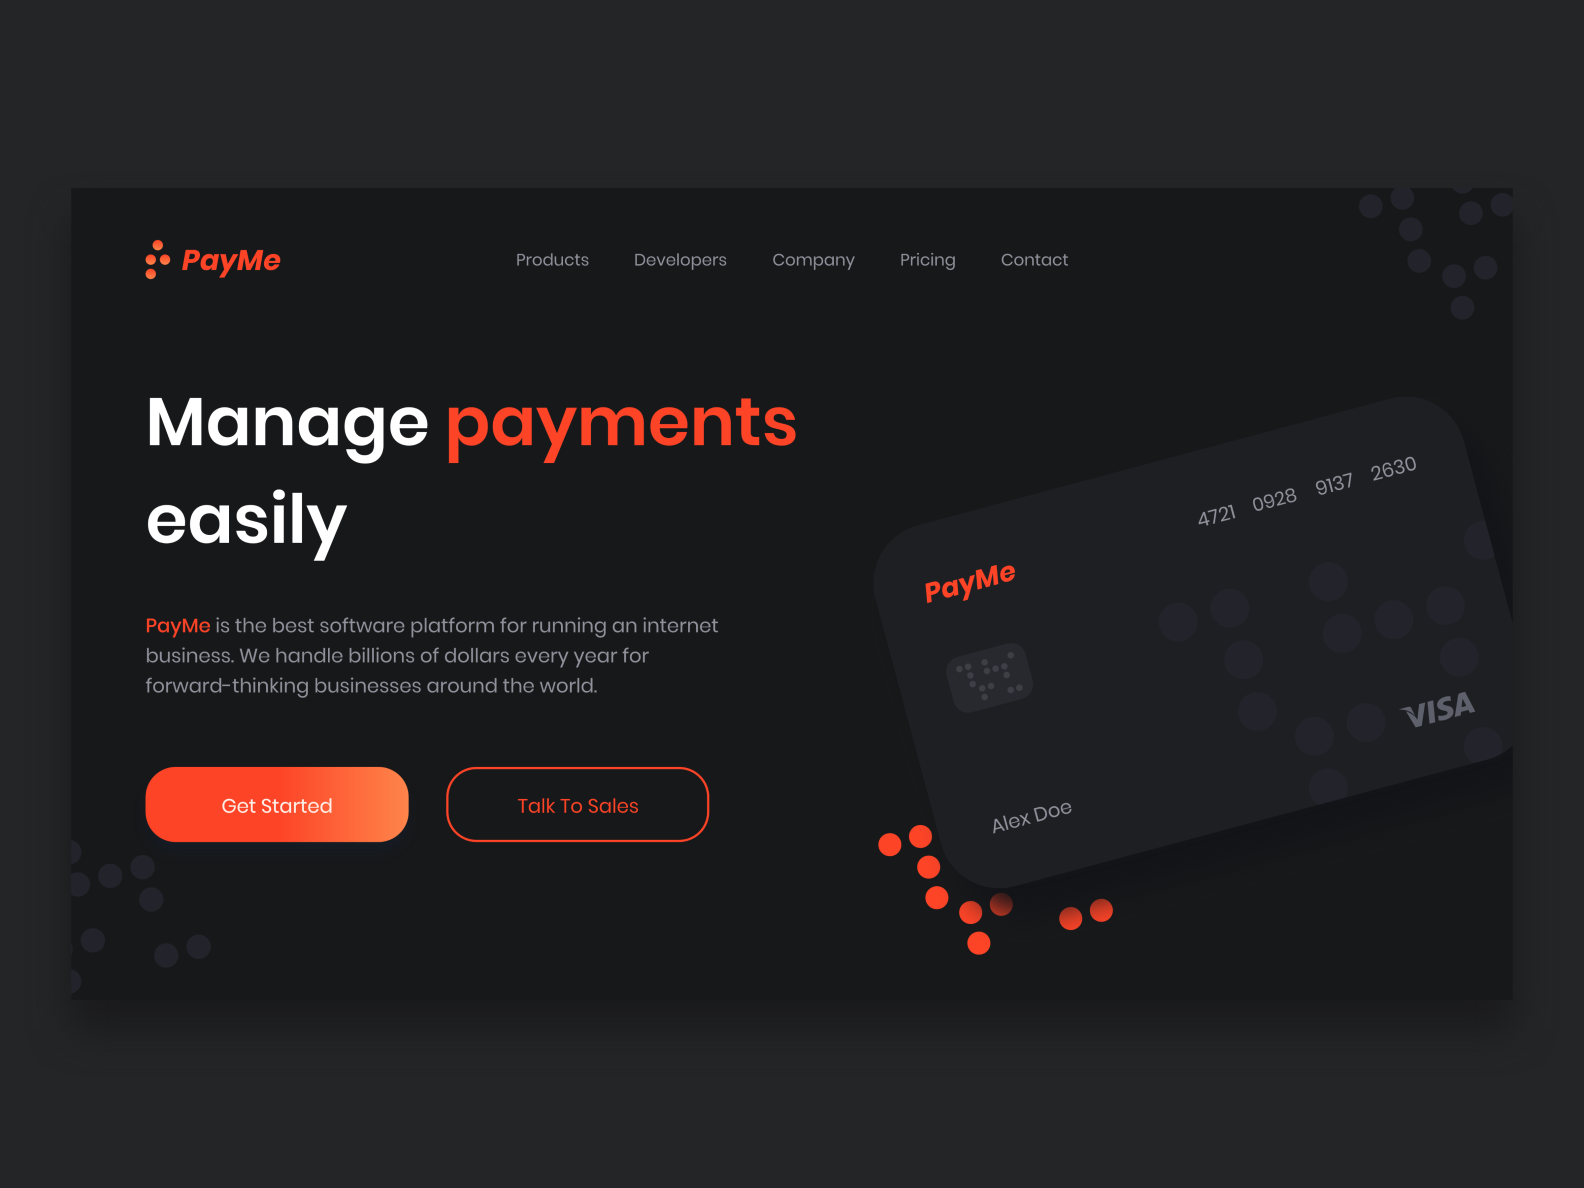 PayMe
Products Developers Company Pricing Contact
Manage payments
easily
PayMe is the best software platform for running an internet
business. We handle billions of dollars every year for
forward-thinking businesses around the world.
Get Started
Talk To Sales
4721 0928 9137 2630
PayMe
VISA
Alex Doe